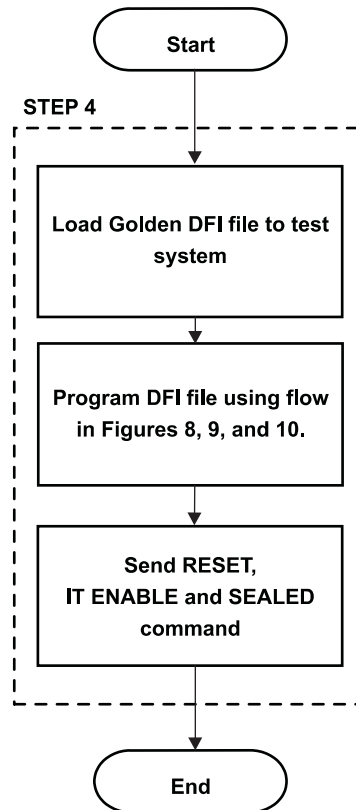 Start
STEP 4
Load Golden DFI file to test
system
Program DFI file using flow
in Figures 8, 9, and 10.
Send RESET,
IT ENABLE and SEALED
command
End